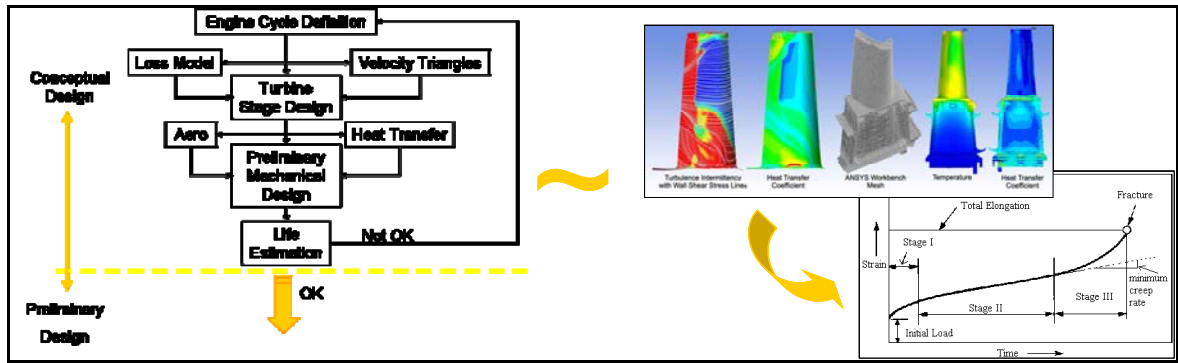 Engine Cycle Definition
Loss Model
Velocity Triangles
Turbine
Stage Design
Aero
Heat Transfer
Preliminary
Mechanical
Design
Life
Estimation
Not OK
OK
Conceptual
Design
Preliminary
Design
Turbulence Intermittency
with Wall Shear Stress Lines
Heat Transfer
Coefficient
ANSYS Workbench
Mesh
Temperature
Heat Transfer
Coefficient
Fracture
Total Elongation
Stage I
Strain
minimum
creep
rate
Stage III
Stage II
Initial Load
Time